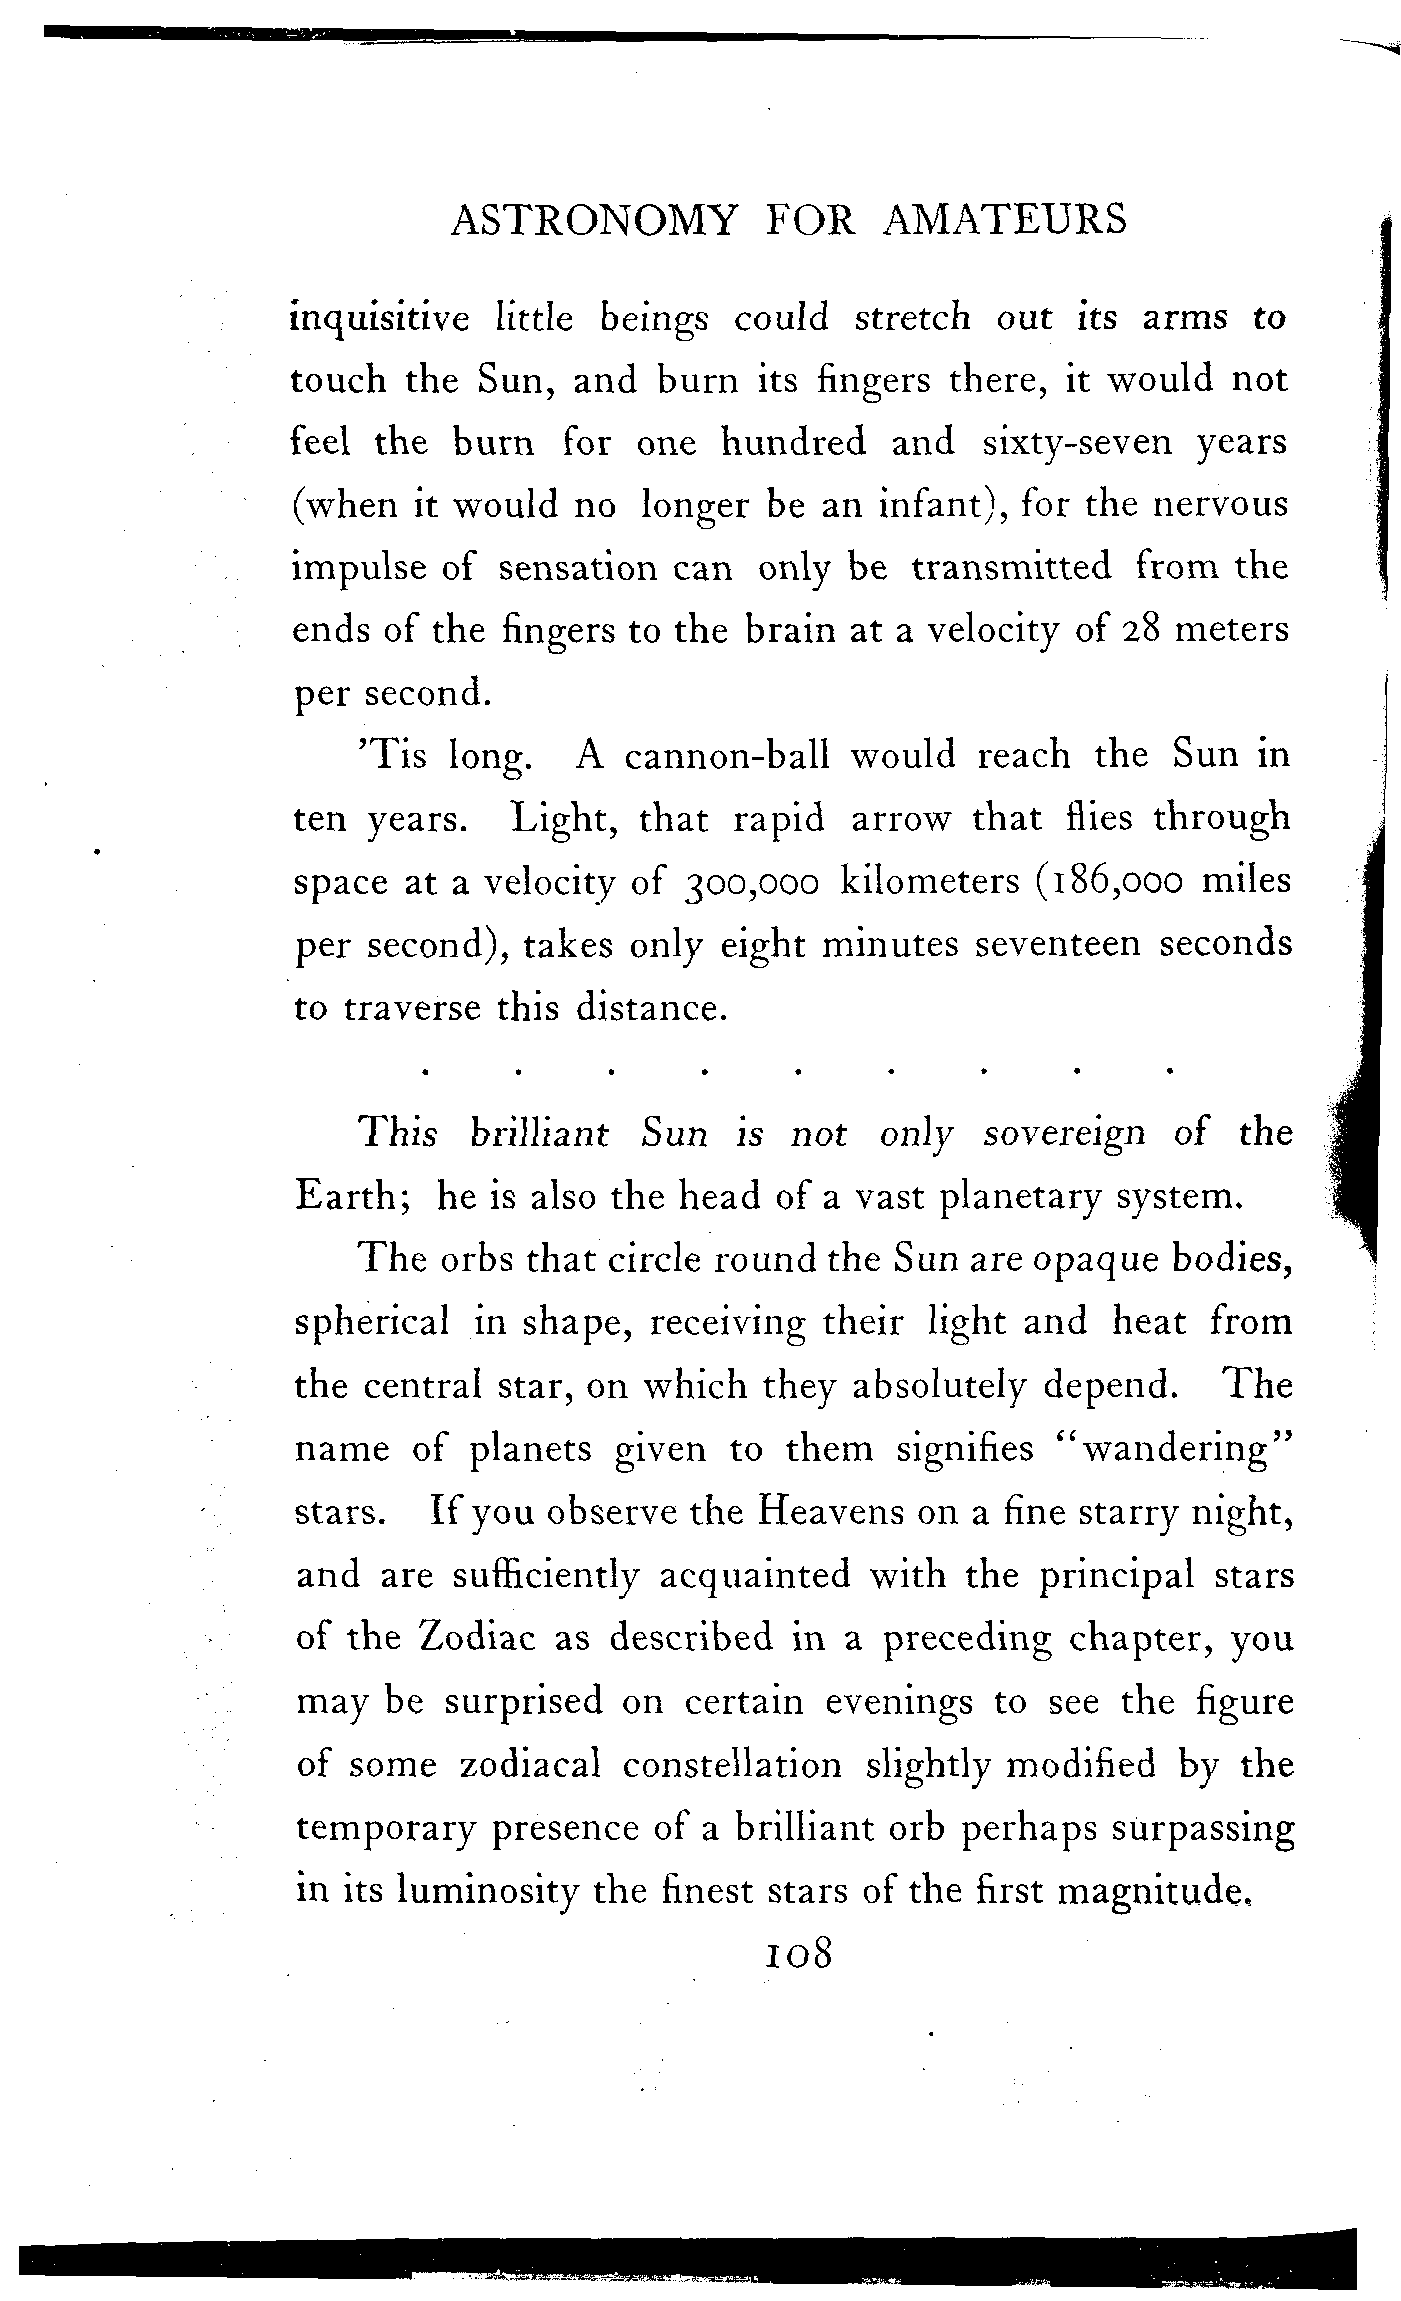 ASTRONOMY FOR AMATEURS
inquisitive little beings could stretch out its arms to
touch the Sun, and burn its fingers there, it would not
feel the burn for one hundred and sixty-seven years
(when it would no longer be an infant), for the nervous
impulse of sensation can only be transmitted from the
ends of the fingers to the brain at a velocity of 28 meters
per second.
'Tis long. A cannon-ball would reach the Sun in
ten years. Light, that rapid arrow that flies through
space at a velocity of 300,000 kilometers (186,000 miles
per second), takes only eight minutes seventeen seconds
to traverse this distance.
. . . . . . . . .
This brilliant Sun is not only sovereign of the
Earth; he is also the head of a vast planetary system.
The orbs that circle round the Sun are opaque bodies,
spherical in shape, receiving their light and heat from
the central star, on which they absolutely depend. The
name of planets given to them signifies "wandering"
stars. If you observe the Heavens on a fine starry night,
and are sufficiently acquainted with the principal stars
of the Zodiac as described in a preceding chapter, you
may be surprised on certain evenings to see the figure
of some zodiacal constellation slightly modified by the
temporary presence of a brilliant orb perhaps surpassing
in its luminosity the finest stars of the first magnitude.
108